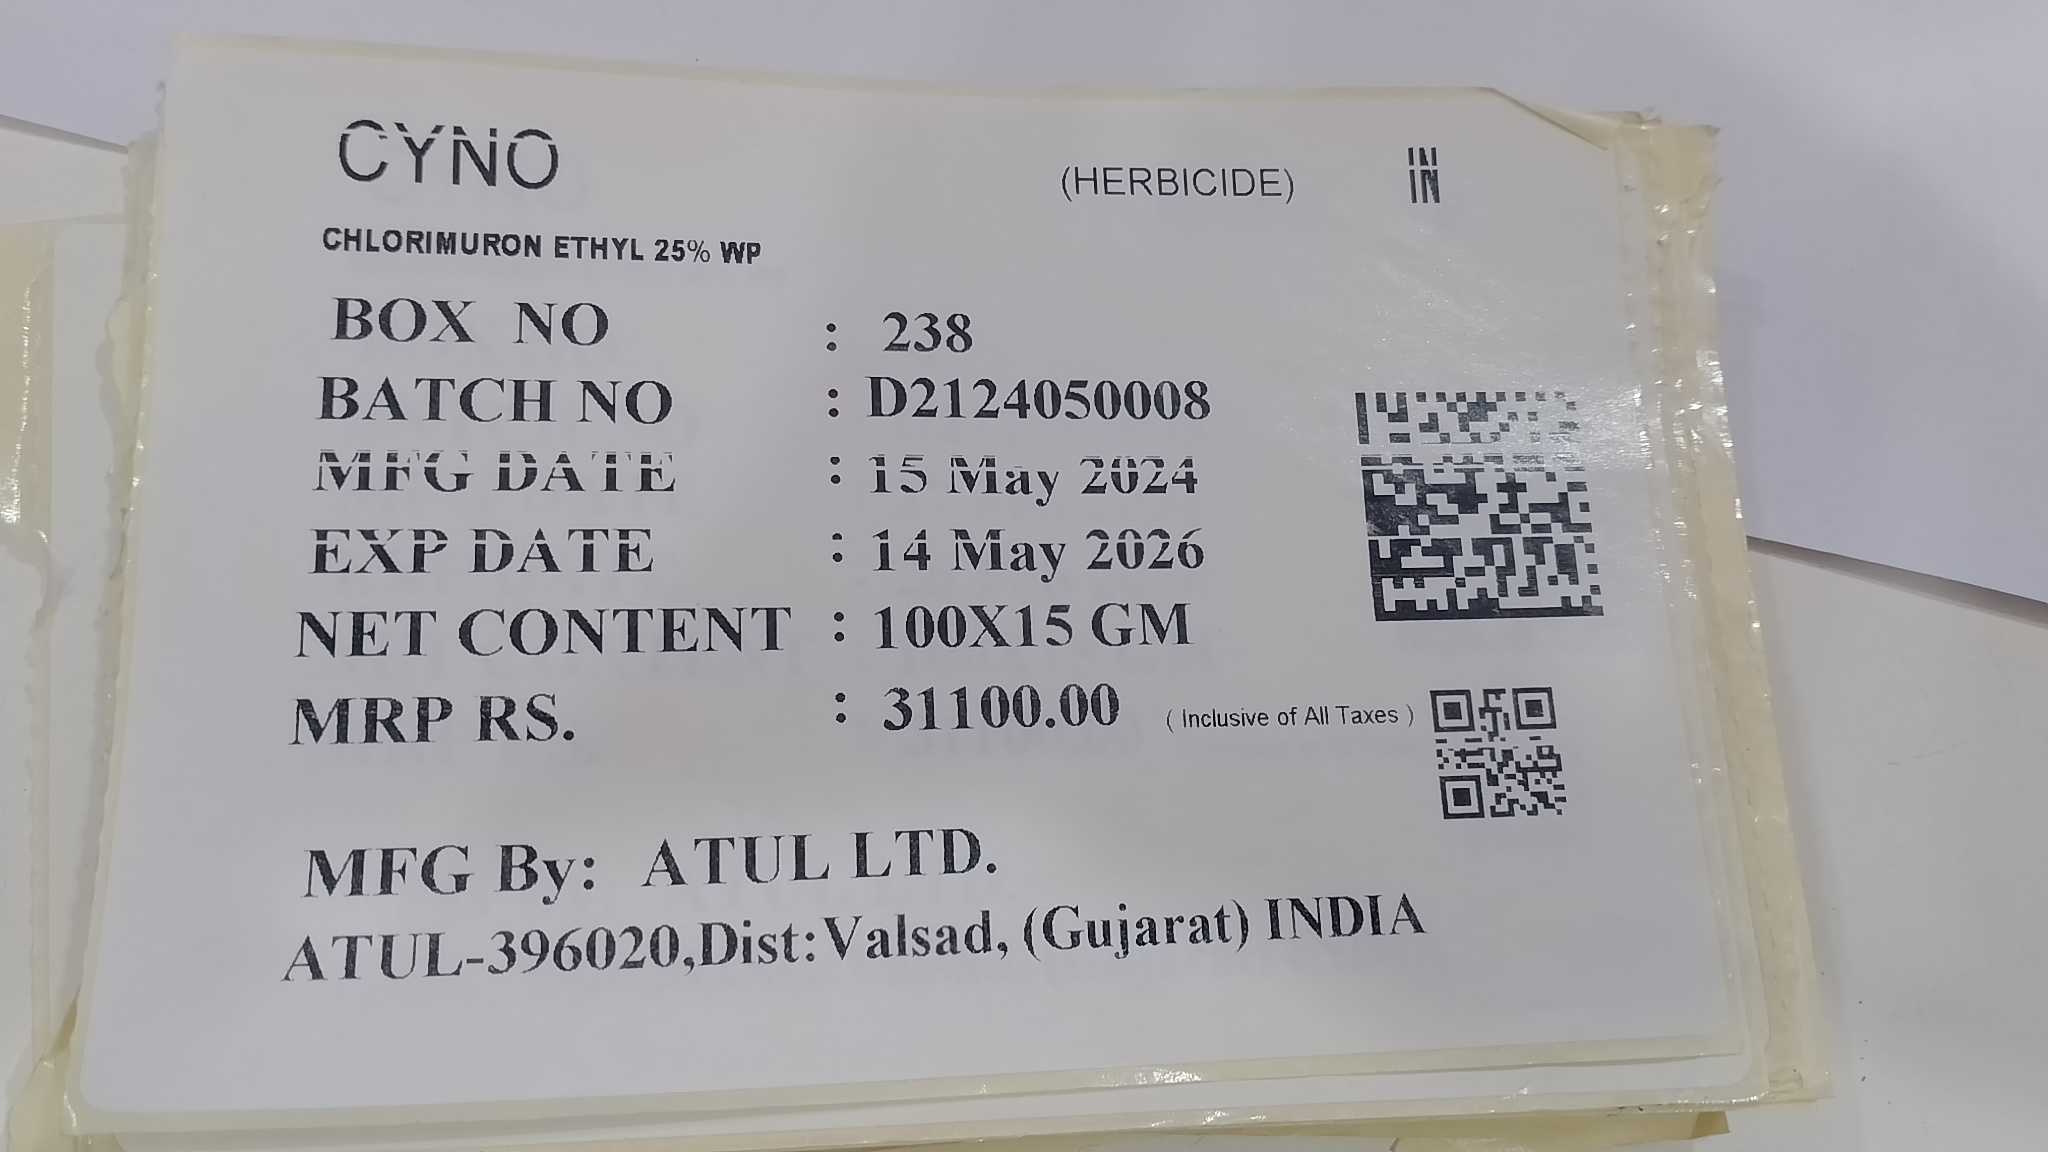 CYNO (HERBICIDE) IN
CHLORIMURON ETHYL 25% WP
BOX NO : 238
BATCH NO : D2124050008
MFG DATE : 15 May 2024
EXP DATE : 14 May 2026
NET CONTENT : 100X15 GM
MRP RS. : 31100.00 ( Inclusive of All Taxes )
MFG By: ATUL LTD.
ATUL-396020,Dist:Valsad, (Gujarat) INDIA